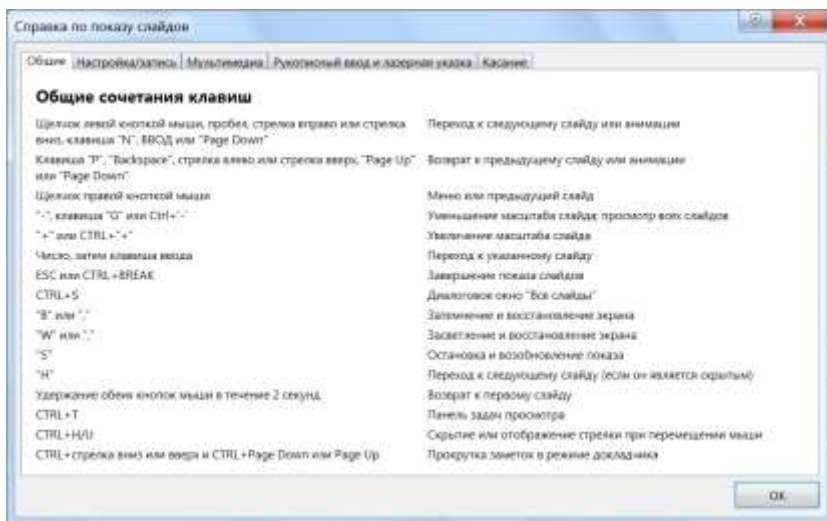 Справка по показу слайдов
Общие Настройка/запись Мультимедиа Рукописный ввод и лазерная указка Касание
Общие сочетания клавиш
Щелчок левой кнопкой мыши, пробел, стрелка вправо или стрелка Переход к следующему слайду или анимации
вниз, клавиша "N", ВВОД или "Page Down"
Клавиша "P", "Backspace", стрелка влево или стрелка вверх, "Page Up" Возврат к предыдущему слайду или анимации
или "Page Down"
Щелчок правой кнопкой мыши Меню или предыдущий слайд
"-", клавиша "G" или Ctrl+"-" Уменьшение масштаба слайда; просмотр всех слайдов
"+" или CTRL+"+" Увеличение масштаба слайда
Число, затем клавиша ввода Переход к указанному слайду
ESC или CTRL+BREAK Завершение показа слайдов
CTRL+S Диалоговое окно "Все слайды"
"B" или "." Затемнение и восстановление экрана
"W" или "," Засветление и восстановление экрана
"S" Остановка и возобновление показа
"H" Переход к следующему слайду (если он является скрытым)
Удержание обеих кнопок мыши в течение 2 секунд Возврат к первому слайду
CTRL+T Панель задач просмотра
CTRL+H/U Скрытие или отображение стрелки при перемещении мыши
CTRL+стрелка вниз или вверх и CTRL+Page Down или Page Up Прокрутка заметок в режиме докладчика
OK